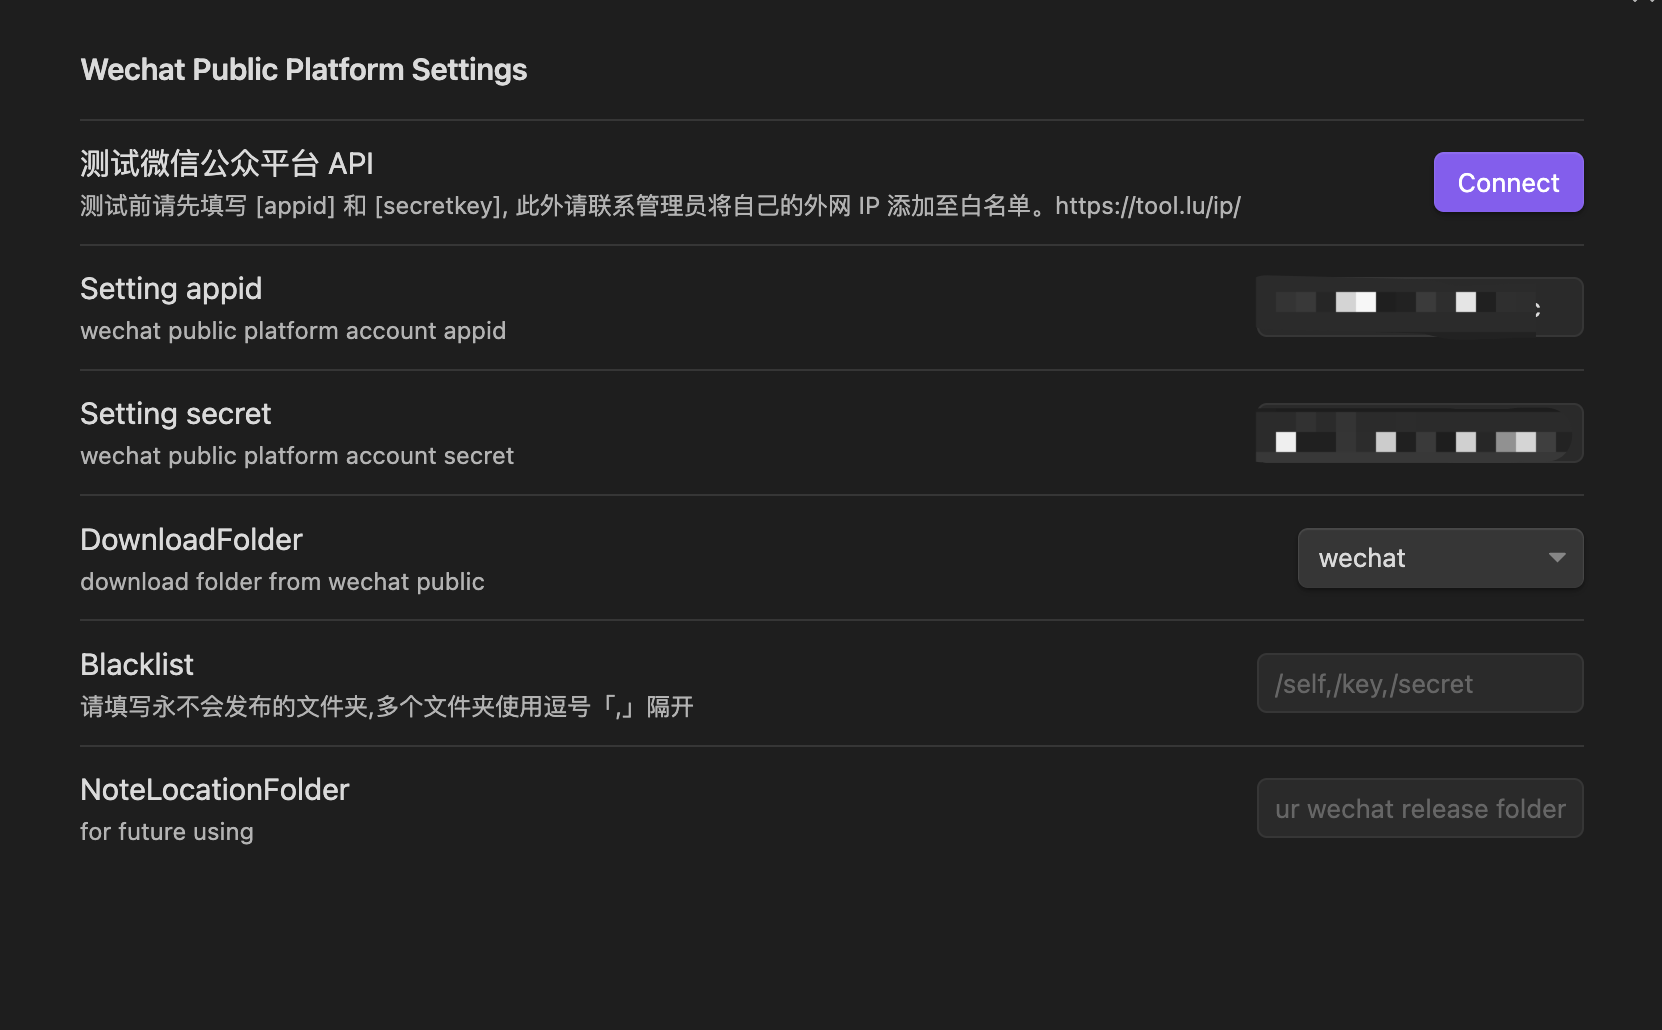 Wechat Public Platform Settings
测试微信公众平台 API
测试前请先填写 [appid] 和 [secretkey], 此外请联系管理员将自己的外网 IP 添加至白名单。https://tool.lu/ip/
Connect
Setting appid
wechat public platform account appid
Setting secret
wechat public platform account secret
DownloadFolder
download folder from wechat public
wechat
Blacklist
请填写永不会发布的文件夹,多个文件夹使用逗号「,」隔开
/self,/key,/secret
NoteLocationFolder
for future using
ur wechat release folder